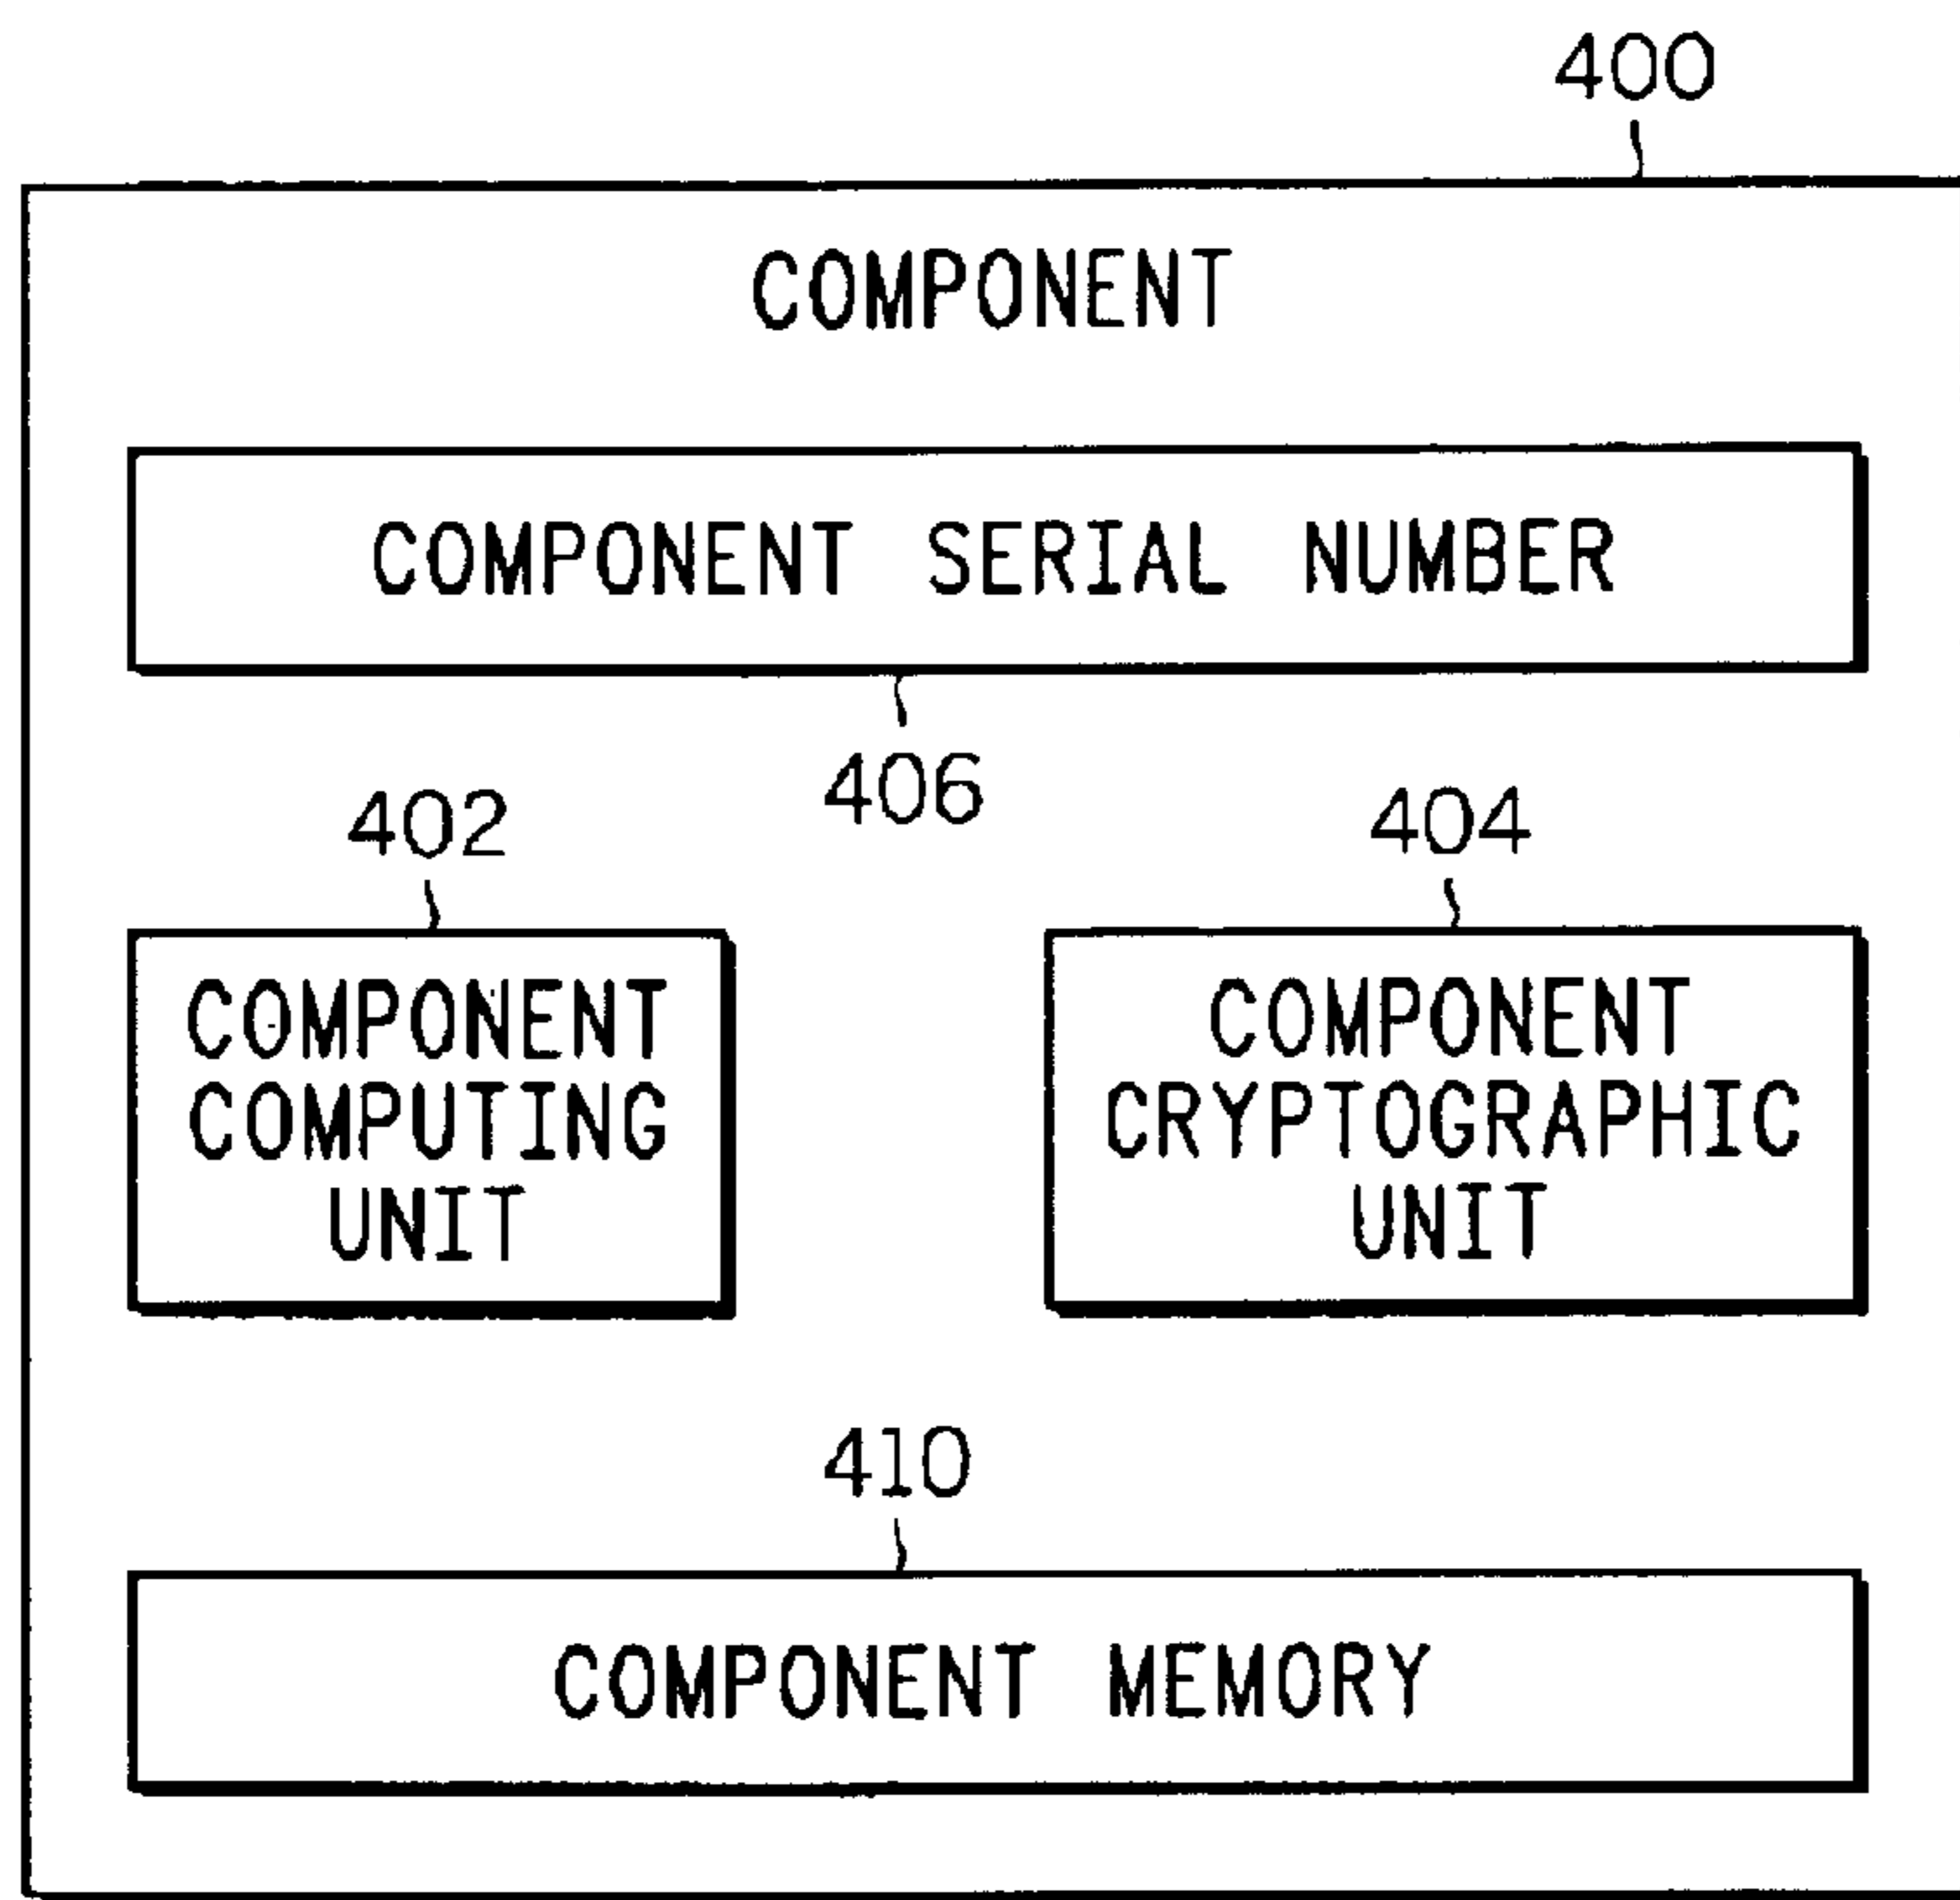 400
COMPONENT
COMPONENT SERIAL NUMBER
406
402
404
COMPONENT
COMPUTING
UNIT
COMPONENT
CRYPTOGRAPHIC
UNIT
410
COMPONENT MEMORY